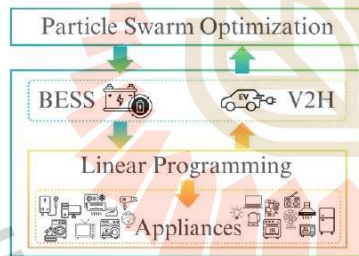 Particle Swarm Optimization
BESS EV V2H
Linear Programming
Appliances